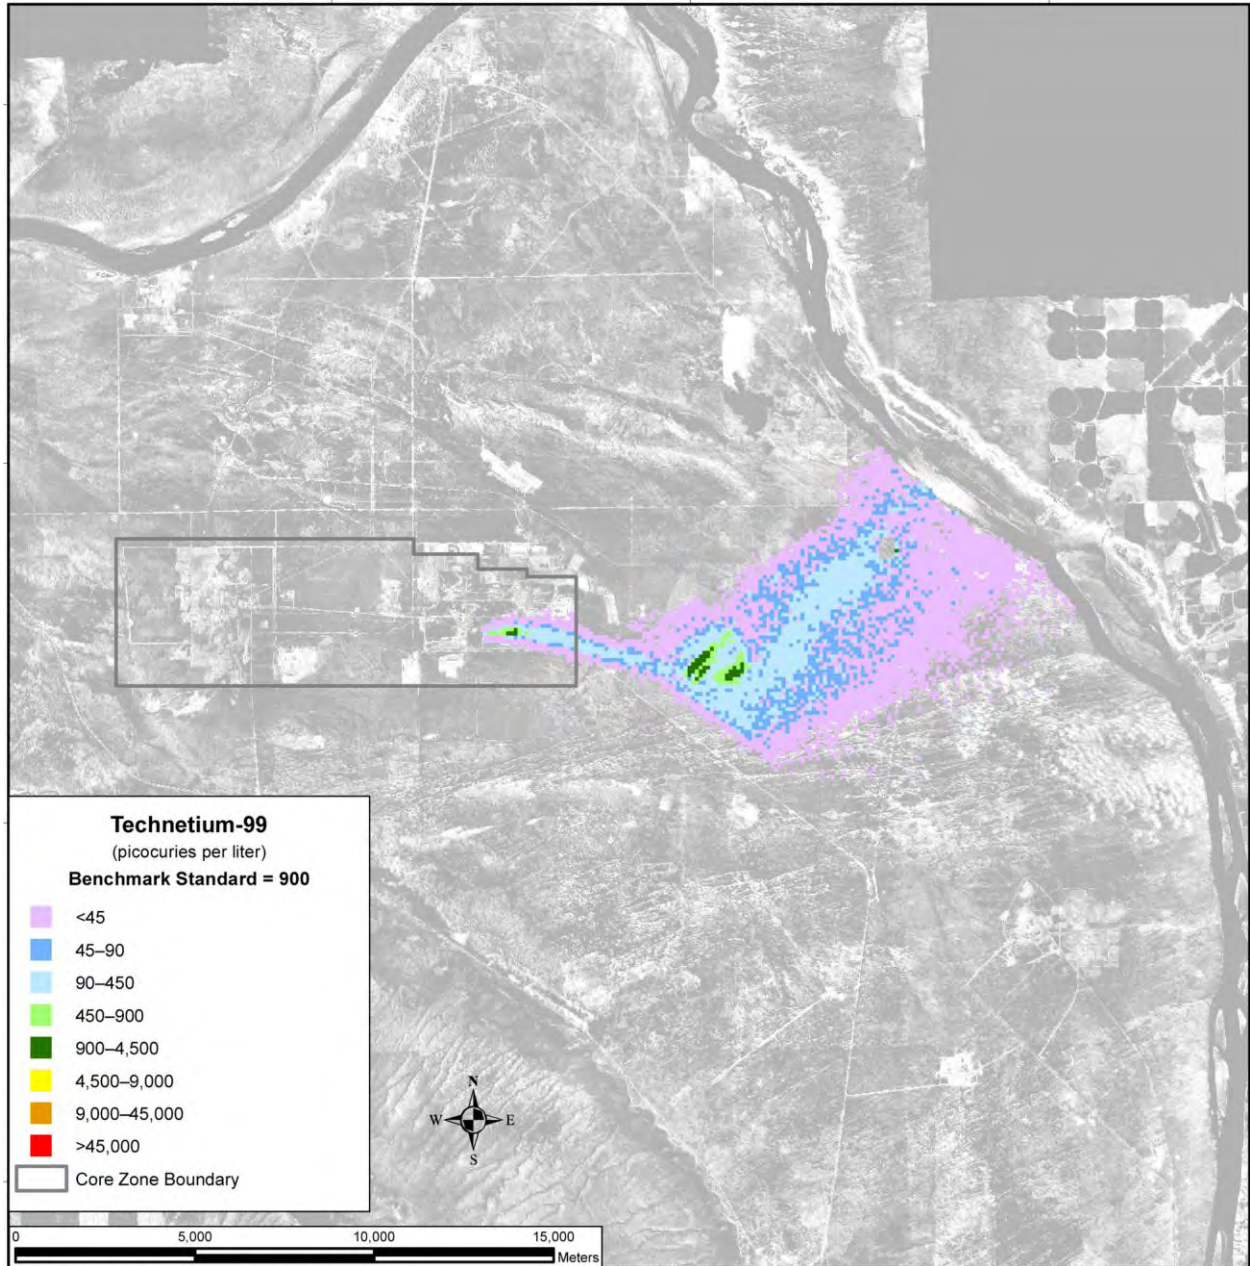 Technetium-99
(picocuries per liter)
Benchmark Standard = 900
<45
45–90
90–450
450–900
900–4,500
4,500–9,000
9,000–45,000
>45,000
Core Zone Boundary
N
W E
S
0 5,000 10,000 15,000
Meters